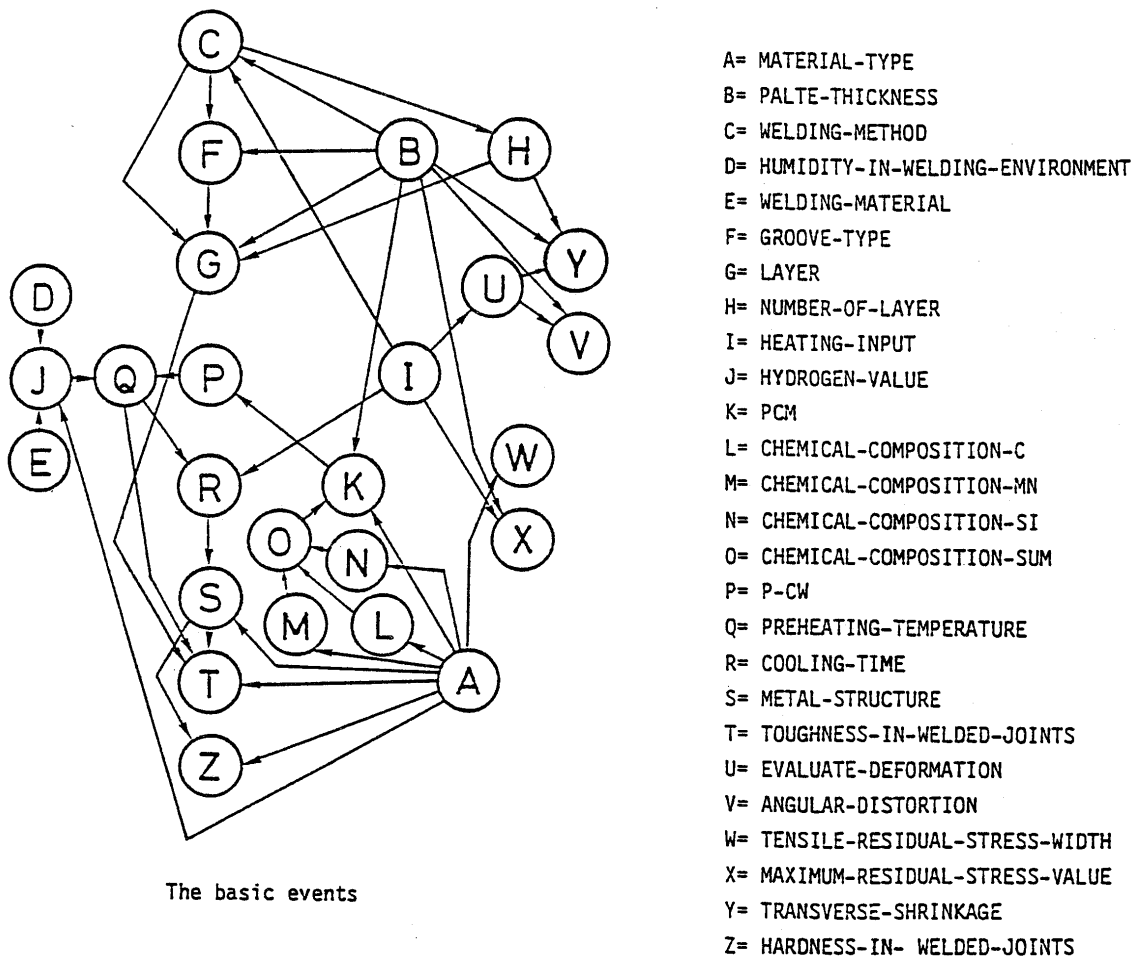 C
F
B
H
G
Y
U
D
V
J
Q
P
I
E
W
R
K
O
N
X
S
M
L
T
A
Z
The basic events
A= MATERIAL-TYPE
B= PALTE-THICKNESS
C= WELDING-METHOD
D= HUMIDITY-IN-WELDING-ENVIRONMENT
E= WELDING-MATERIAL
F= GROOVE-TYPE
G= LAYER
H= NUMBER-OF-LAYER
I= HEATING-INPUT
J= HYDROGEN-VALUE
K= PCM
L= CHEMICAL-COMPOSITION-C
M= CHEMICAL-COMPOSITION-MN
N= CHEMICAL-COMPOSITION-SI
O= CHEMICAL-COMPOSITION-SUM
P= P-CW
Q= PREHEATING-TEMPERATURE
R= COOLING-TIME
S= METAL-STRUCTURE
T= TOUGHNESS-IN-WELDED-JOINTS
U= EVALUATE-DEFORMATION
V= ANGULAR-DISTORTION
W= TENSILE-RESIDUAL-STRESS-WIDTH
X= MAXIMUM-RESIDUAL-STRESS-VALUE
Y= TRANSVERSE-SHRINKAGE
Z= HARDNESS-IN- WELDED-JOINTS